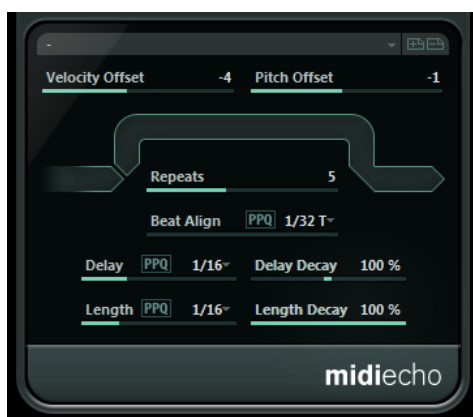 -
Velocity Offset -4 Pitch Offset -1
Repeats 5
Beat Align PPQ 1/32 T
Delay PPQ 1/16 Delay Decay 100 %
Length PPQ 1/16 Length Decay 100 %
midiecho